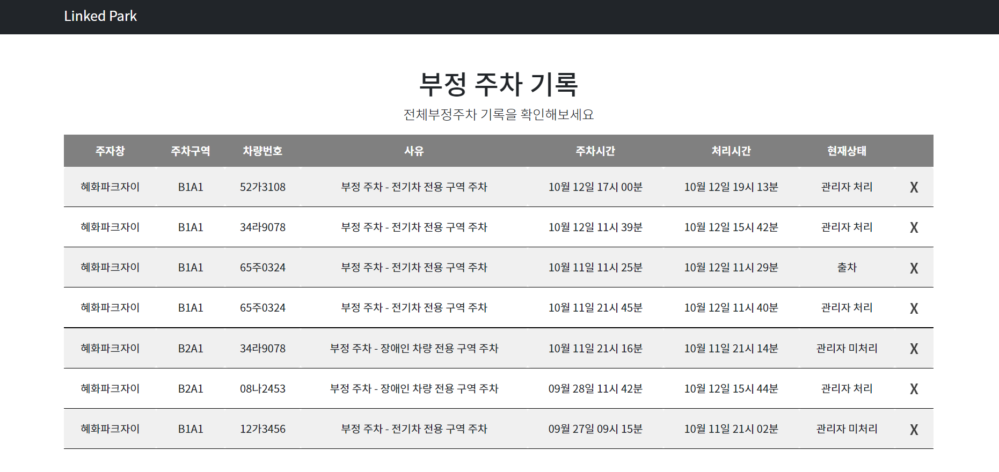 Linked Park
부정 주차 기록
전체부정주차 기록을 확인해보세요
주자창 주차구역 차량번호 사유 주차시간 처리시간 현재상태
혜화파크자이 B1A1 52가3108 부정 주차 - 전기차 전용 구역 주차 10월 12일 17시 00분 10월 12일 19시 13분 관리자 처리 X
혜화파크자이 B1A1 34라9078 부정 주차 - 전기차 전용 구역 주차 10월 12일 11시 39분 10월 12일 15시 42분 관리자 처리 X
혜화파크자이 B1A1 65주0324 부정 주차 - 전기차 전용 구역 주차 10월 11일 11시 25분 10월 12일 11시 29분 출차 X
혜화파크자이 B1A1 65주0324 부정 주차 - 전기차 전용 구역 주차 10월 11일 21시 45분 10월 12일 11시 40분 관리자 처리 X
혜화파크자이 B2A1 34라9078 부정 주차 - 장애인 차량 전용 구역 주차 10월 11일 21시 16분 10월 11일 21시 14분 관리자 미처리 X
혜화파크자이 B2A1 08나2453 부정 주차 - 장애인 차량 전용 구역 주차 09월 28일 11시 42분 10월 12일 15시 44분 관리자 처리 X
혜화파크자이 B1A1 12가3456 부정 주차 - 전기차 전용 구역 주차 09월 27일 09시 15분 10월 11일 21시 02분 관리자 미처리 X